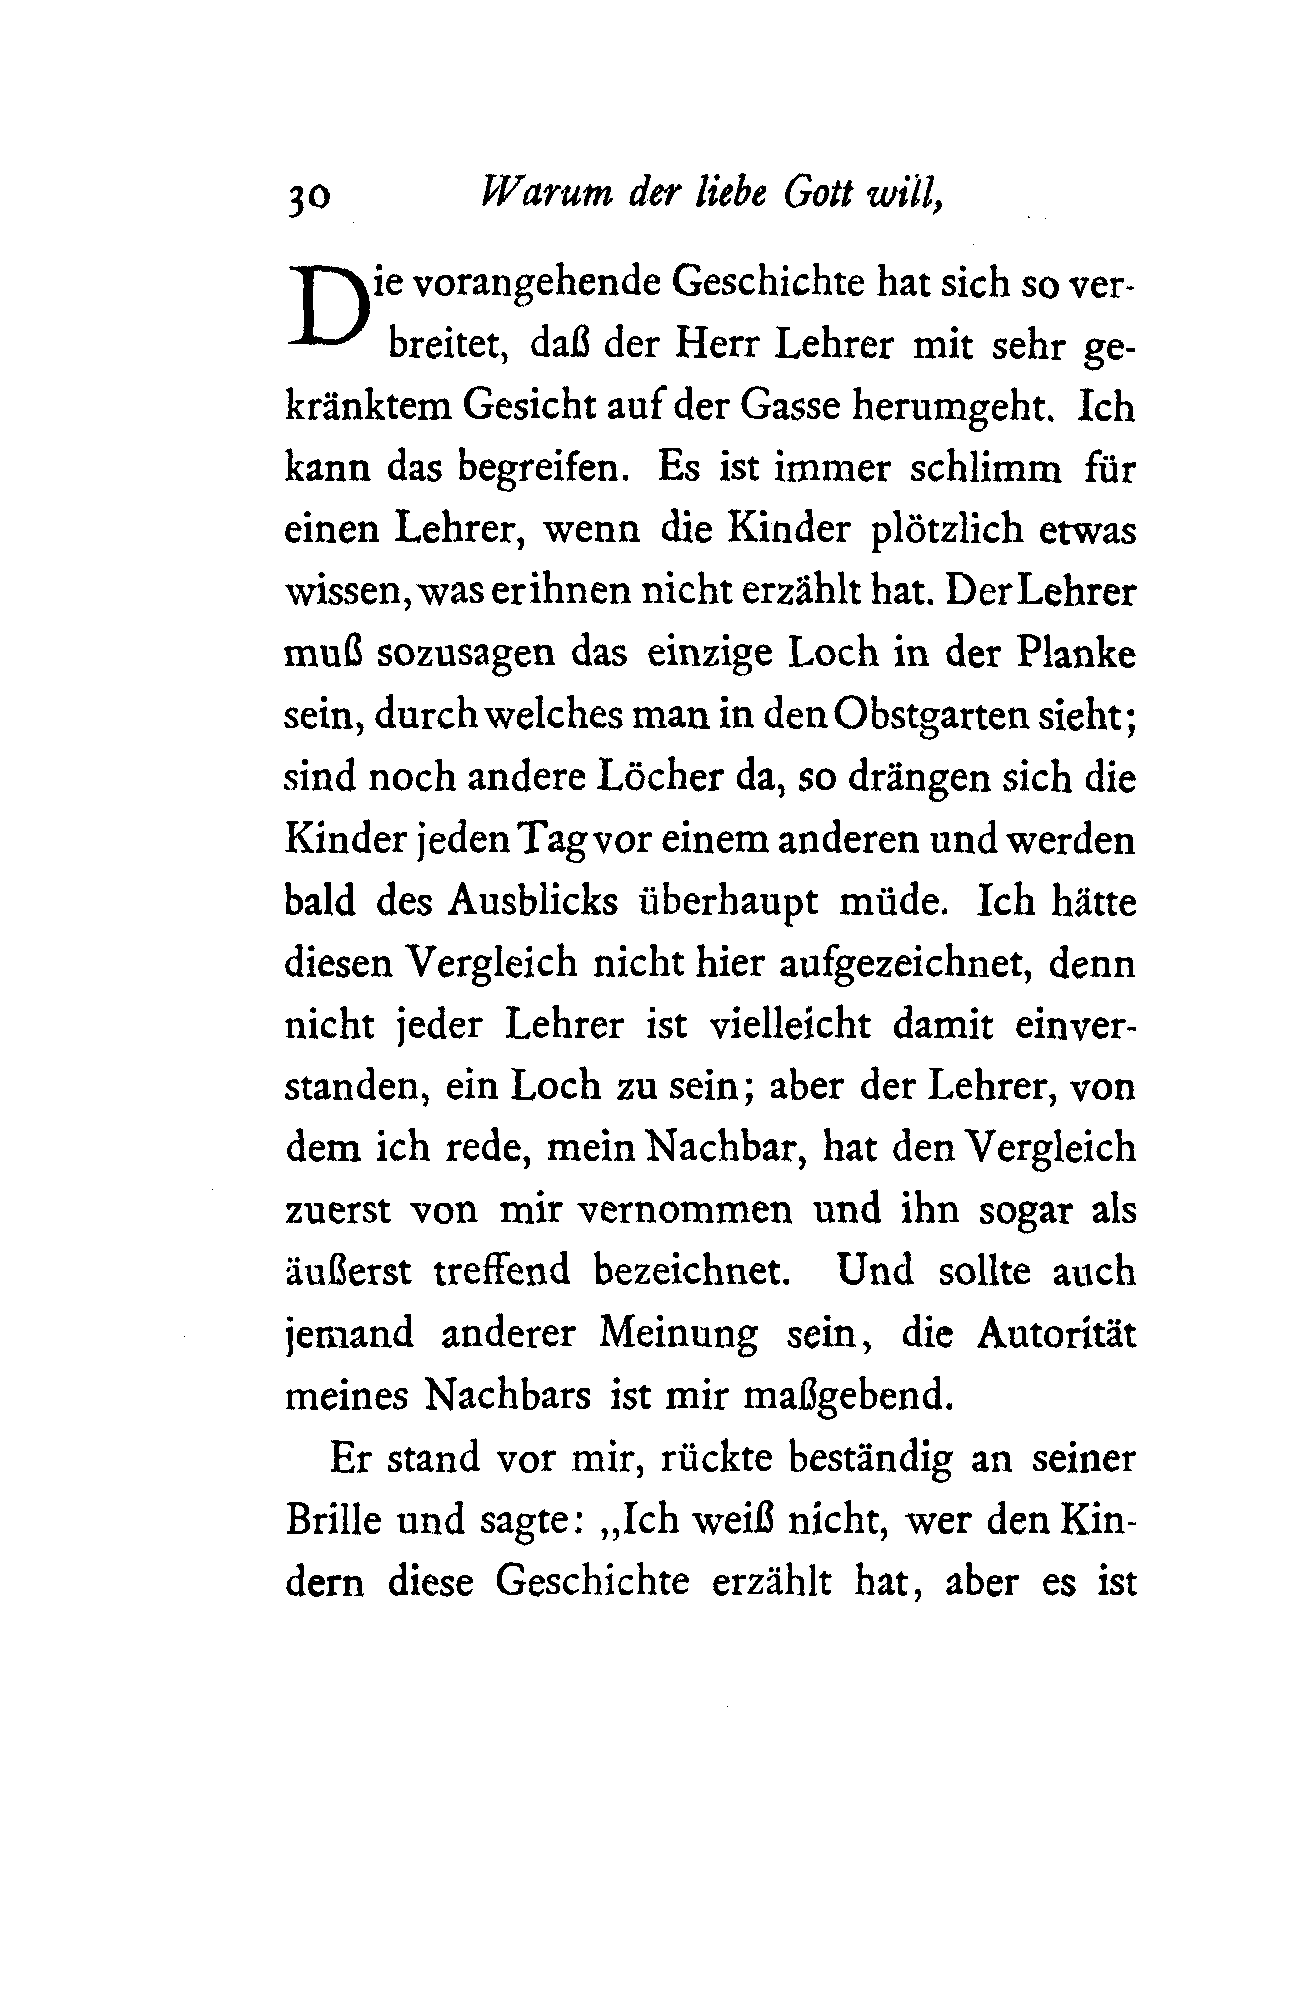 30 Warum der liebe Gott will,
Die vorangehende Geschichte hat sich so ver-
breitet, daß der Herr Lehrer mit sehr ge-
kränktem Gesicht auf der Gasse herumgeht. Ich
kann das begreifen. Es ist immer schlimm für
einen Lehrer, wenn die Kinder plötzlich etwas
wissen, was er ihnen nicht erzählt hat. Der Lehrer
muß sozusagen das einzige Loch in der Planke
sein, durch welches man in den Obstgarten sieht;
sind noch andere Löcher da, so drängen sich die
Kinder jeden Tag vor einem anderen und werden
bald des Ausblicks überhaupt müde. Ich hätte
diesen Vergleich nicht hier aufgezeichnet, denn
nicht jeder Lehrer ist vielleicht damit einver-
standen, ein Loch zu sein; aber der Lehrer, von
dem ich rede, mein Nachbar, hat den Vergleich
zuerst von mir vernommen und ihn sogar als
äußerst treffend bezeichnet. Und sollte auch
jemand anderer Meinung sein, die Autorität
meines Nachbars ist mir maßgebend.
Er stand vor mir, rückte beständig an seiner
Brille und sagte: „Ich weiß nicht, wer den Kin-
dern diese Geschichte erzählt hat, aber es ist